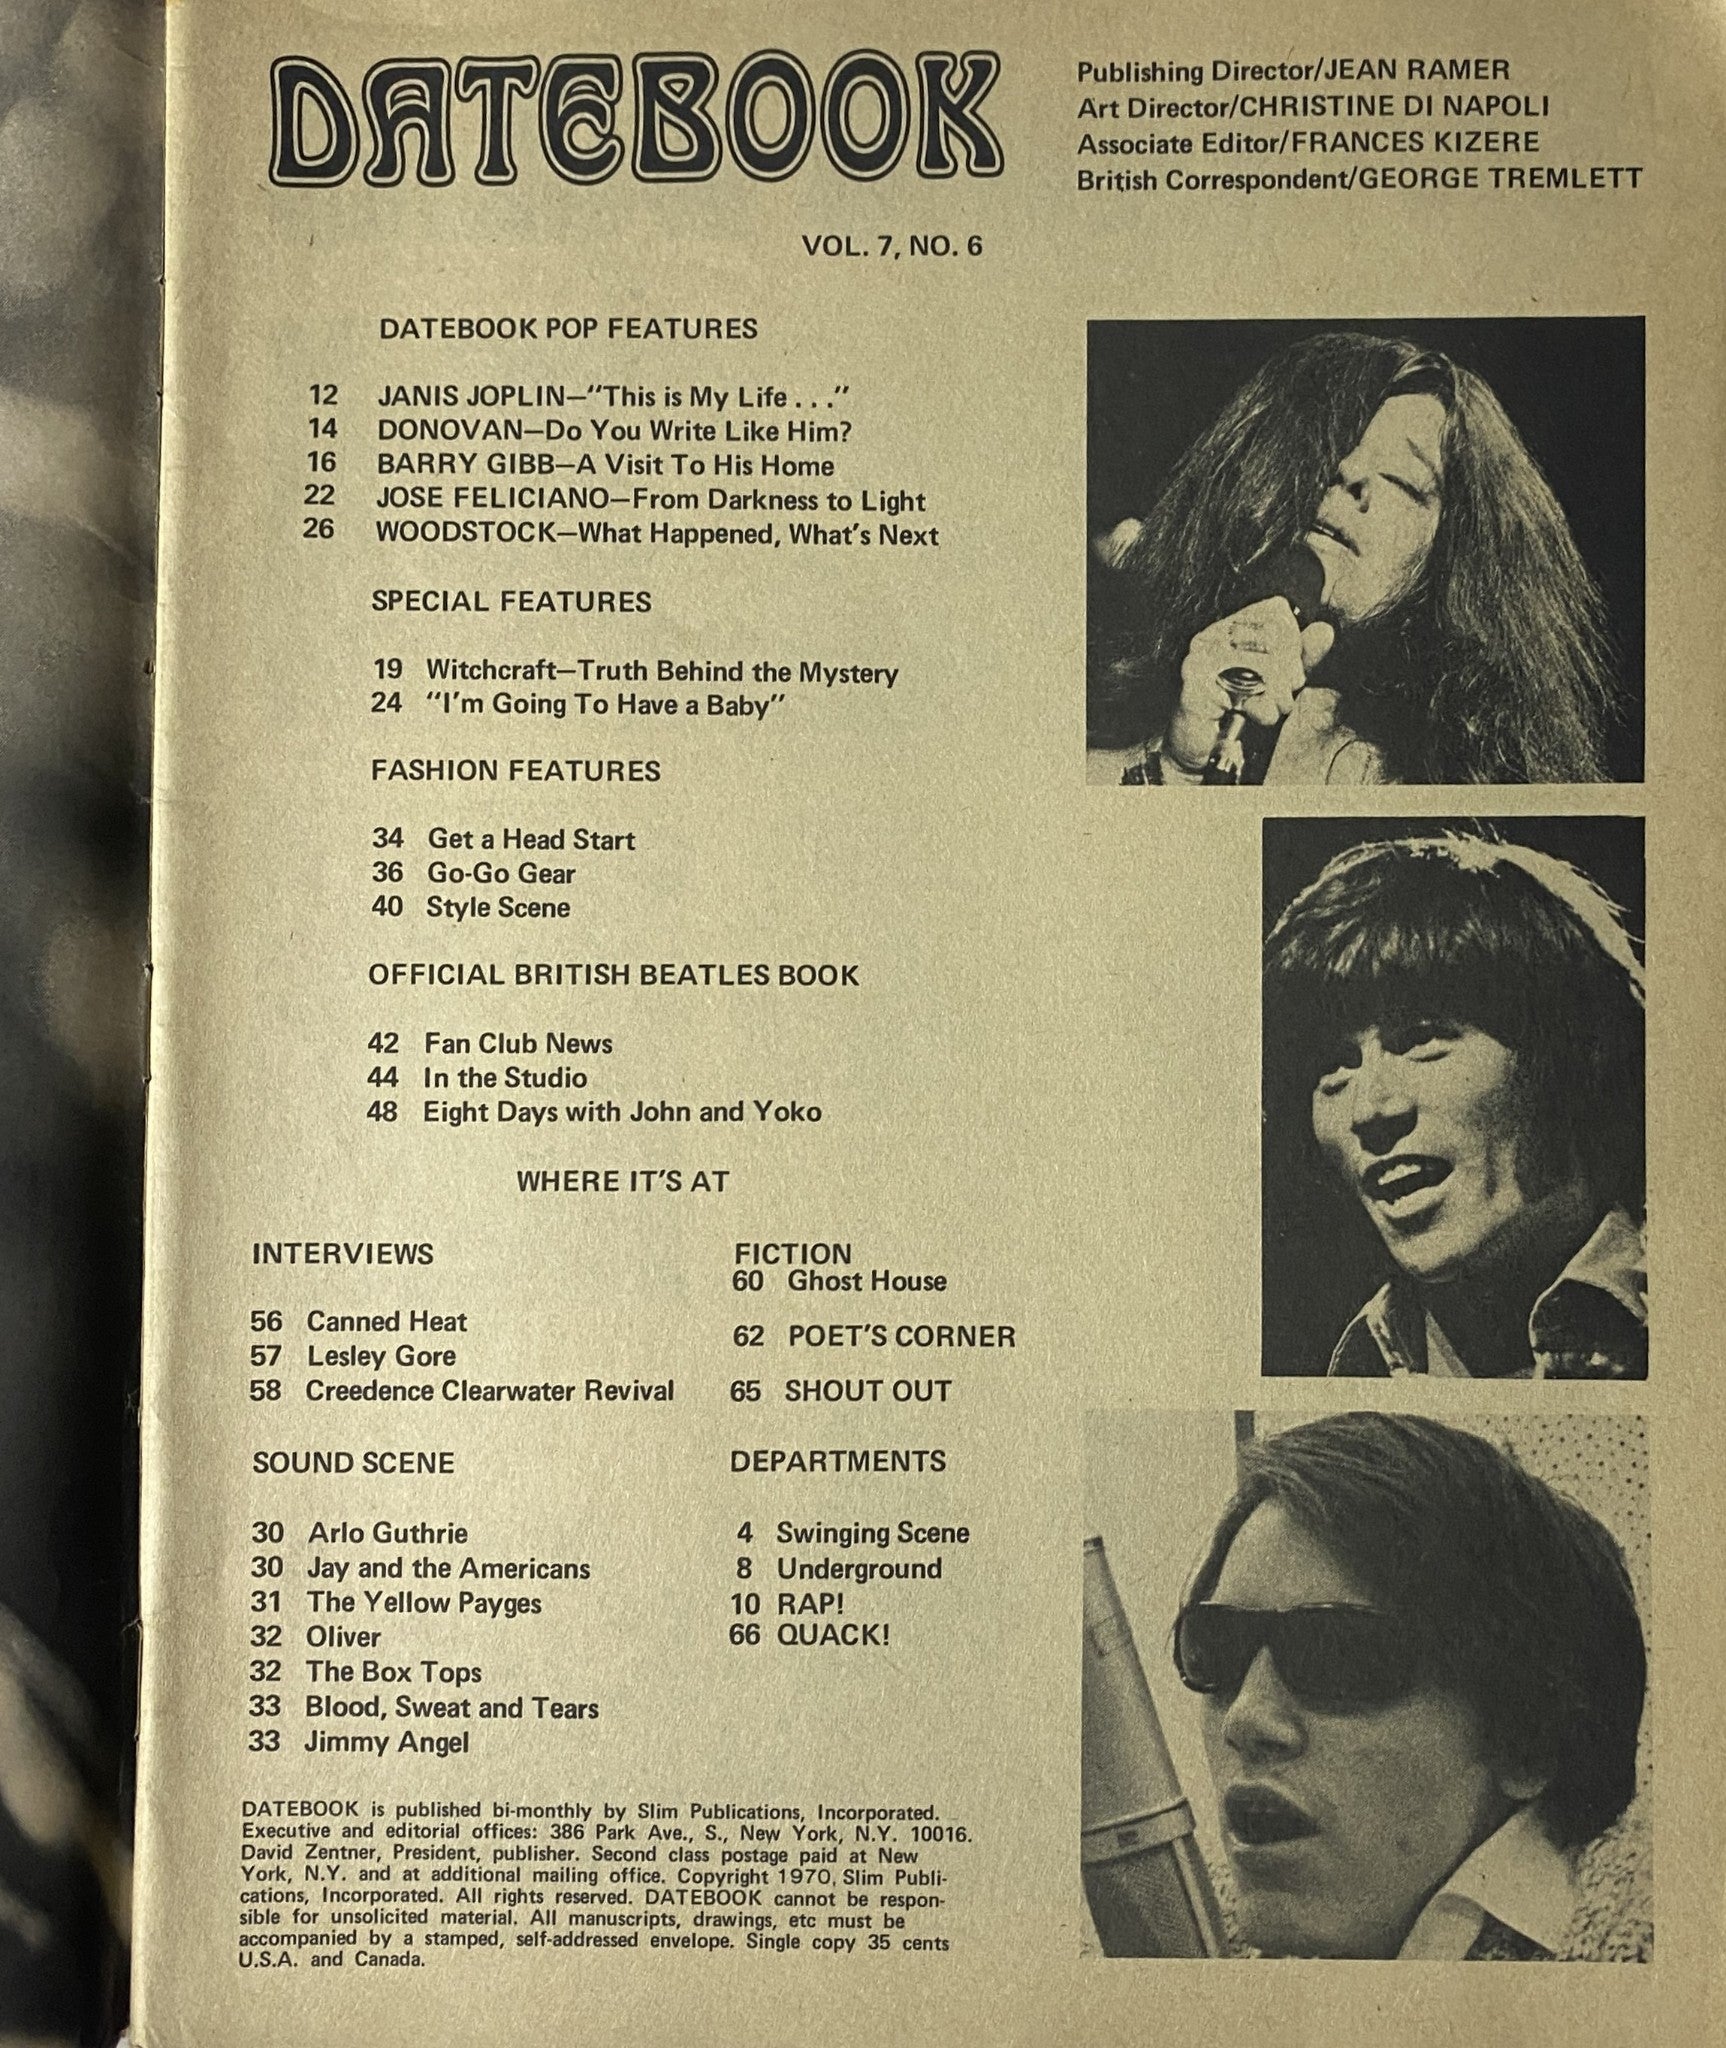 DATEBOOK
Publishing Director/JEAN RAMER
Art Director/CHRISTINE DI NAPOLI
Associate Editor/FRANCES KIZERE
British Correspondent/GEORGE TREMLETT
VOL. 7, NO. 6
DATEBOOK POP FEATURES
12 JANIS JOPLIN—"This is My Life . . ."
14 DONOVAN—Do You Write Like Him?
16 BARRY GIBB—A Visit To His Home
22 JOSE FELICIANO—From Darkness to Light
26 WOODSTOCK—What Happened, What's Next
SPECIAL FEATURES
19 Witchcraft—Truth Behind the Mystery
24 "I'm Going To Have a Baby"
FASHION FEATURES
34 Get a Head Start
36 Go-Go Gear
40 Style Scene
OFFICIAL BRITISH BEATLES BOOK
42 Fan Club News
44 In the Studio
48 Eight Days with John and Yoko
WHERE IT'S AT
INTERVIEWS
56 Canned Heat
57 Lesley Gore
58 Creedence Clearwater Revival
SOUND SCENE
30 Arlo Guthrie
30 Jay and the Americans
31 The Yellow Payges
32 Oliver
32 The Box Tops
33 Blood, Sweat and Tears
33 Jimmy Angel
FICTION
60 Ghost House
62 POET'S CORNER
65 SHOUT OUT
DEPARTMENTS
4 Swinging Scene
8 Underground
10 RAP!
66 QUACK!
DATEBOOK is published bi-monthly by Slim Publications, Incorporated.
Executive and editorial offices: 386 Park Ave., S., New York, N.Y. 10016.
David Zentner, President, publisher. Second class postage paid at New
York, N.Y. and at additional mailing office. Copyright 1970, Slim Publi-
cations, Incorporated. All rights reserved. DATEBOOK cannot be respon-
sible for unsolicited material. All manuscripts, drawings, etc must be
accompanied by a stamped, self-addressed envelope. Single copy 35 cents
U.S.A. and Canada.